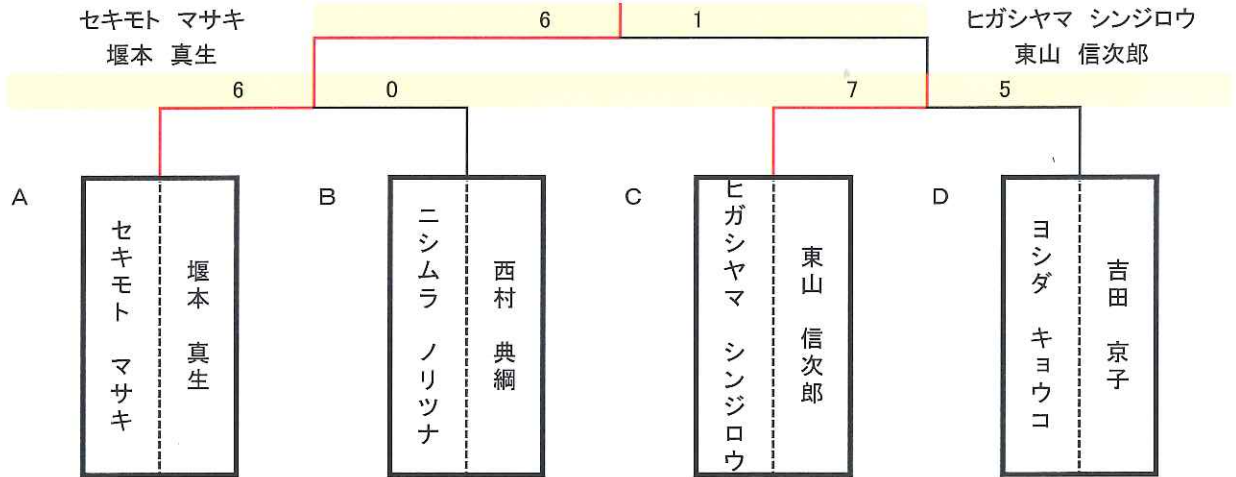 セキモト マサキ
堰本 真生
6 1
ヒガシヤマ シンジロウ
東山 信次郎
6 0
7 5
A
セキモト マサキ
堰本 真生
B
ニシムラ ノリツナ
西村 典綱
C
ヒガシヤマ シンジロウ
東山 信次郎
D
ヨシダ キョウコ
吉田 京子